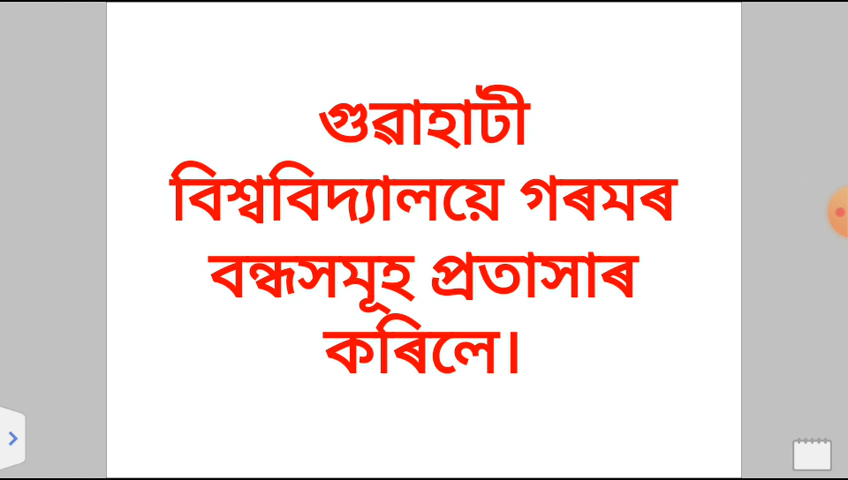 গুৱাহাটী
বিশ্ববিদ্যালয়ে গৰমৰ
বন্ধসমূহ প্ৰতাসাৰ
কৰিলে।